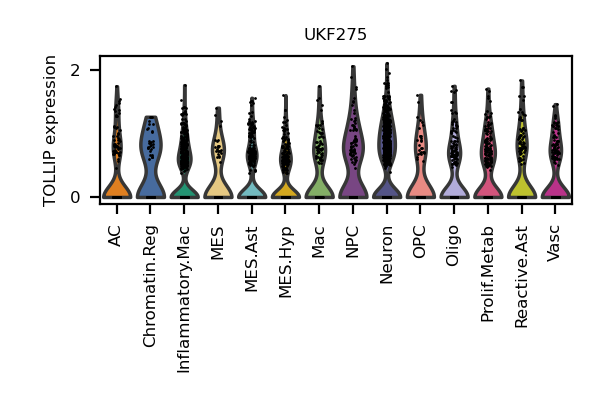 UKF275
TOLLIP expression
2
0
AC
Chromatin.Reg
Inflammatory.Mac
MES
MES.Ast
MES.Hyp
Mac
NPC
Neuron
OPC
Oligo
Prolif.Metab
Reactive.Ast
Vasc